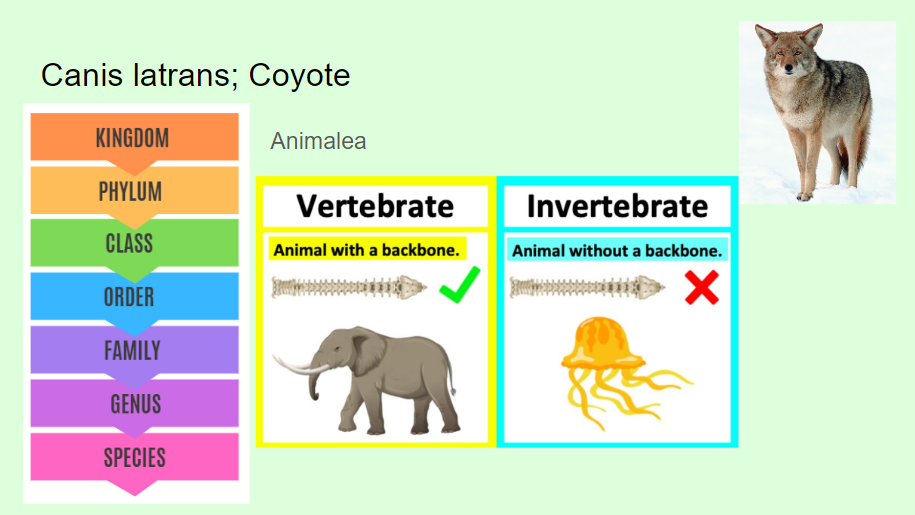 Canis latrans; Coyote
KINGDOM
PHYLUM
CLASS
ORDER
FAMILY
GENUS
SPECIES
Animalea
Vertebrate
Animal with a backbone.
Invertebrate
Animal without a backbone.